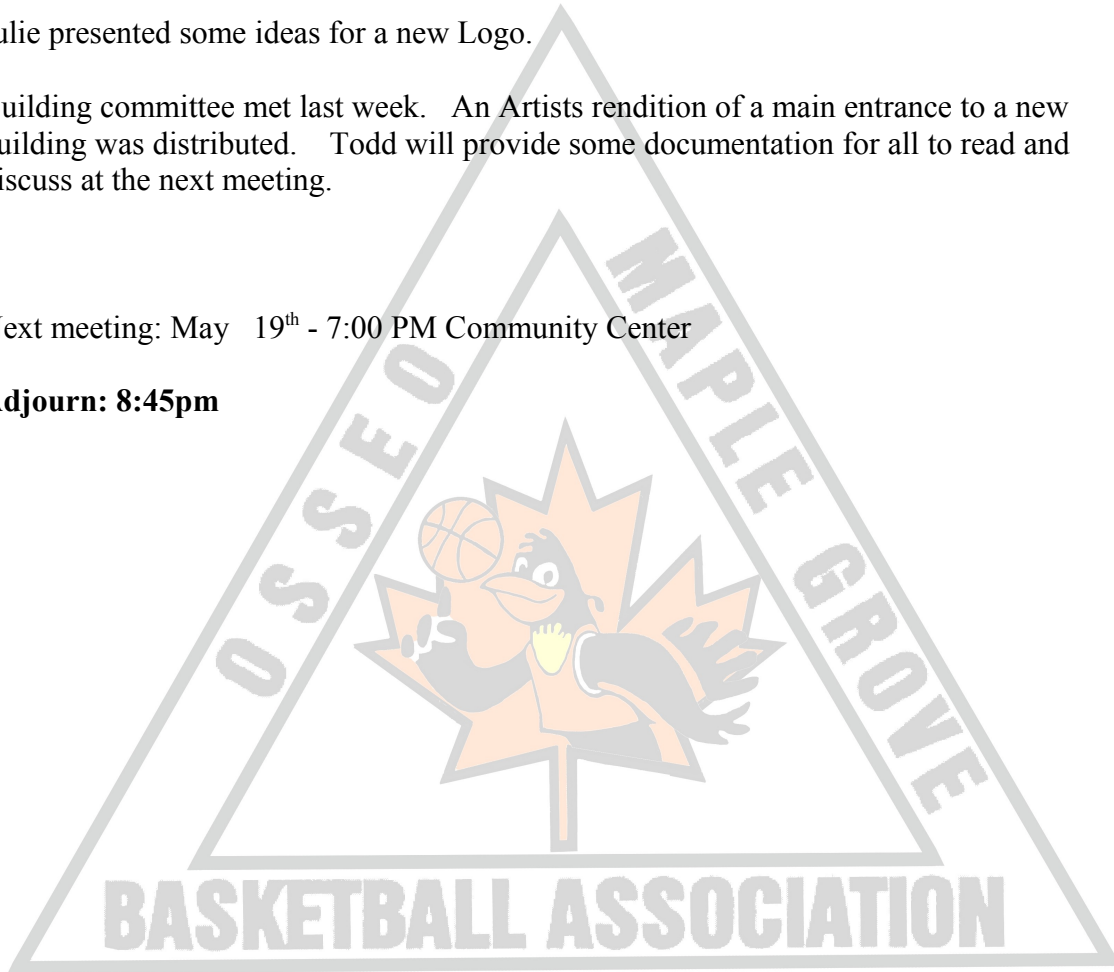 ulie presented some ideas for a new Logo.
uilding committee met last week. An Artists rendition of a main entrance to a new
uilding was distributed. Todd will provide some documentation for all to read and
iscuss at the next meeting.
ext meeting: May 19th - 7:00 PM Community Center
djourn: 8:45pm
OSSEO
MAPLE GROVE
BASKETBALL ASSOCIATION